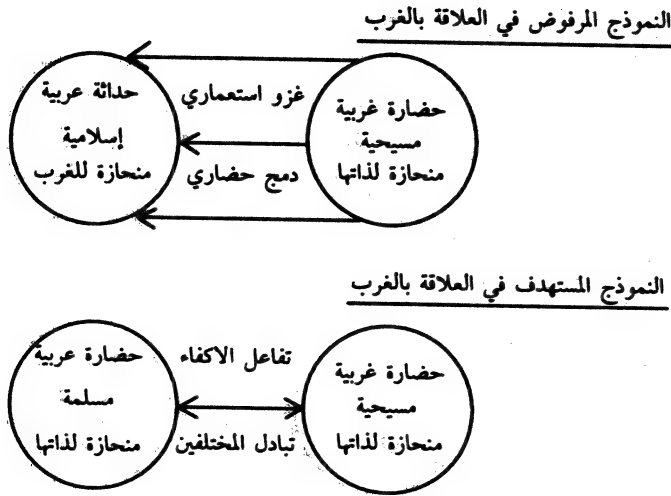 النموذج المرفوض في العلاقة بالغرب
حضارة غربية
مسيحية
منحازة لذاتها
غزو استعماري
دمج حضاري
حداثة عربية
إسلامية
منحازة للغرب
النموذج المستهدف في العلاقة بالغرب
حضارة غربية
مسيحية
منحازة لذاتها
تفاعل الاكفاء
تبادل المختلفين
حضارة عربية
مسلمة
منحازة لذاتها